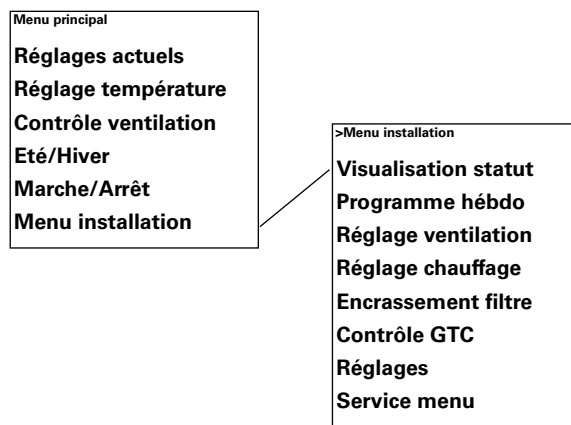 Menu principal
Réglages actuels
Réglage température
Contrôle ventilation
Eté/Hiver
Marche/Arrêt
Menu installation
>Menu installation
Visualisation statut
Programme hébdo
Réglage ventilation
Réglage chauffage
Encrassement filtre
Contrôle GTC
Réglages
Service menu